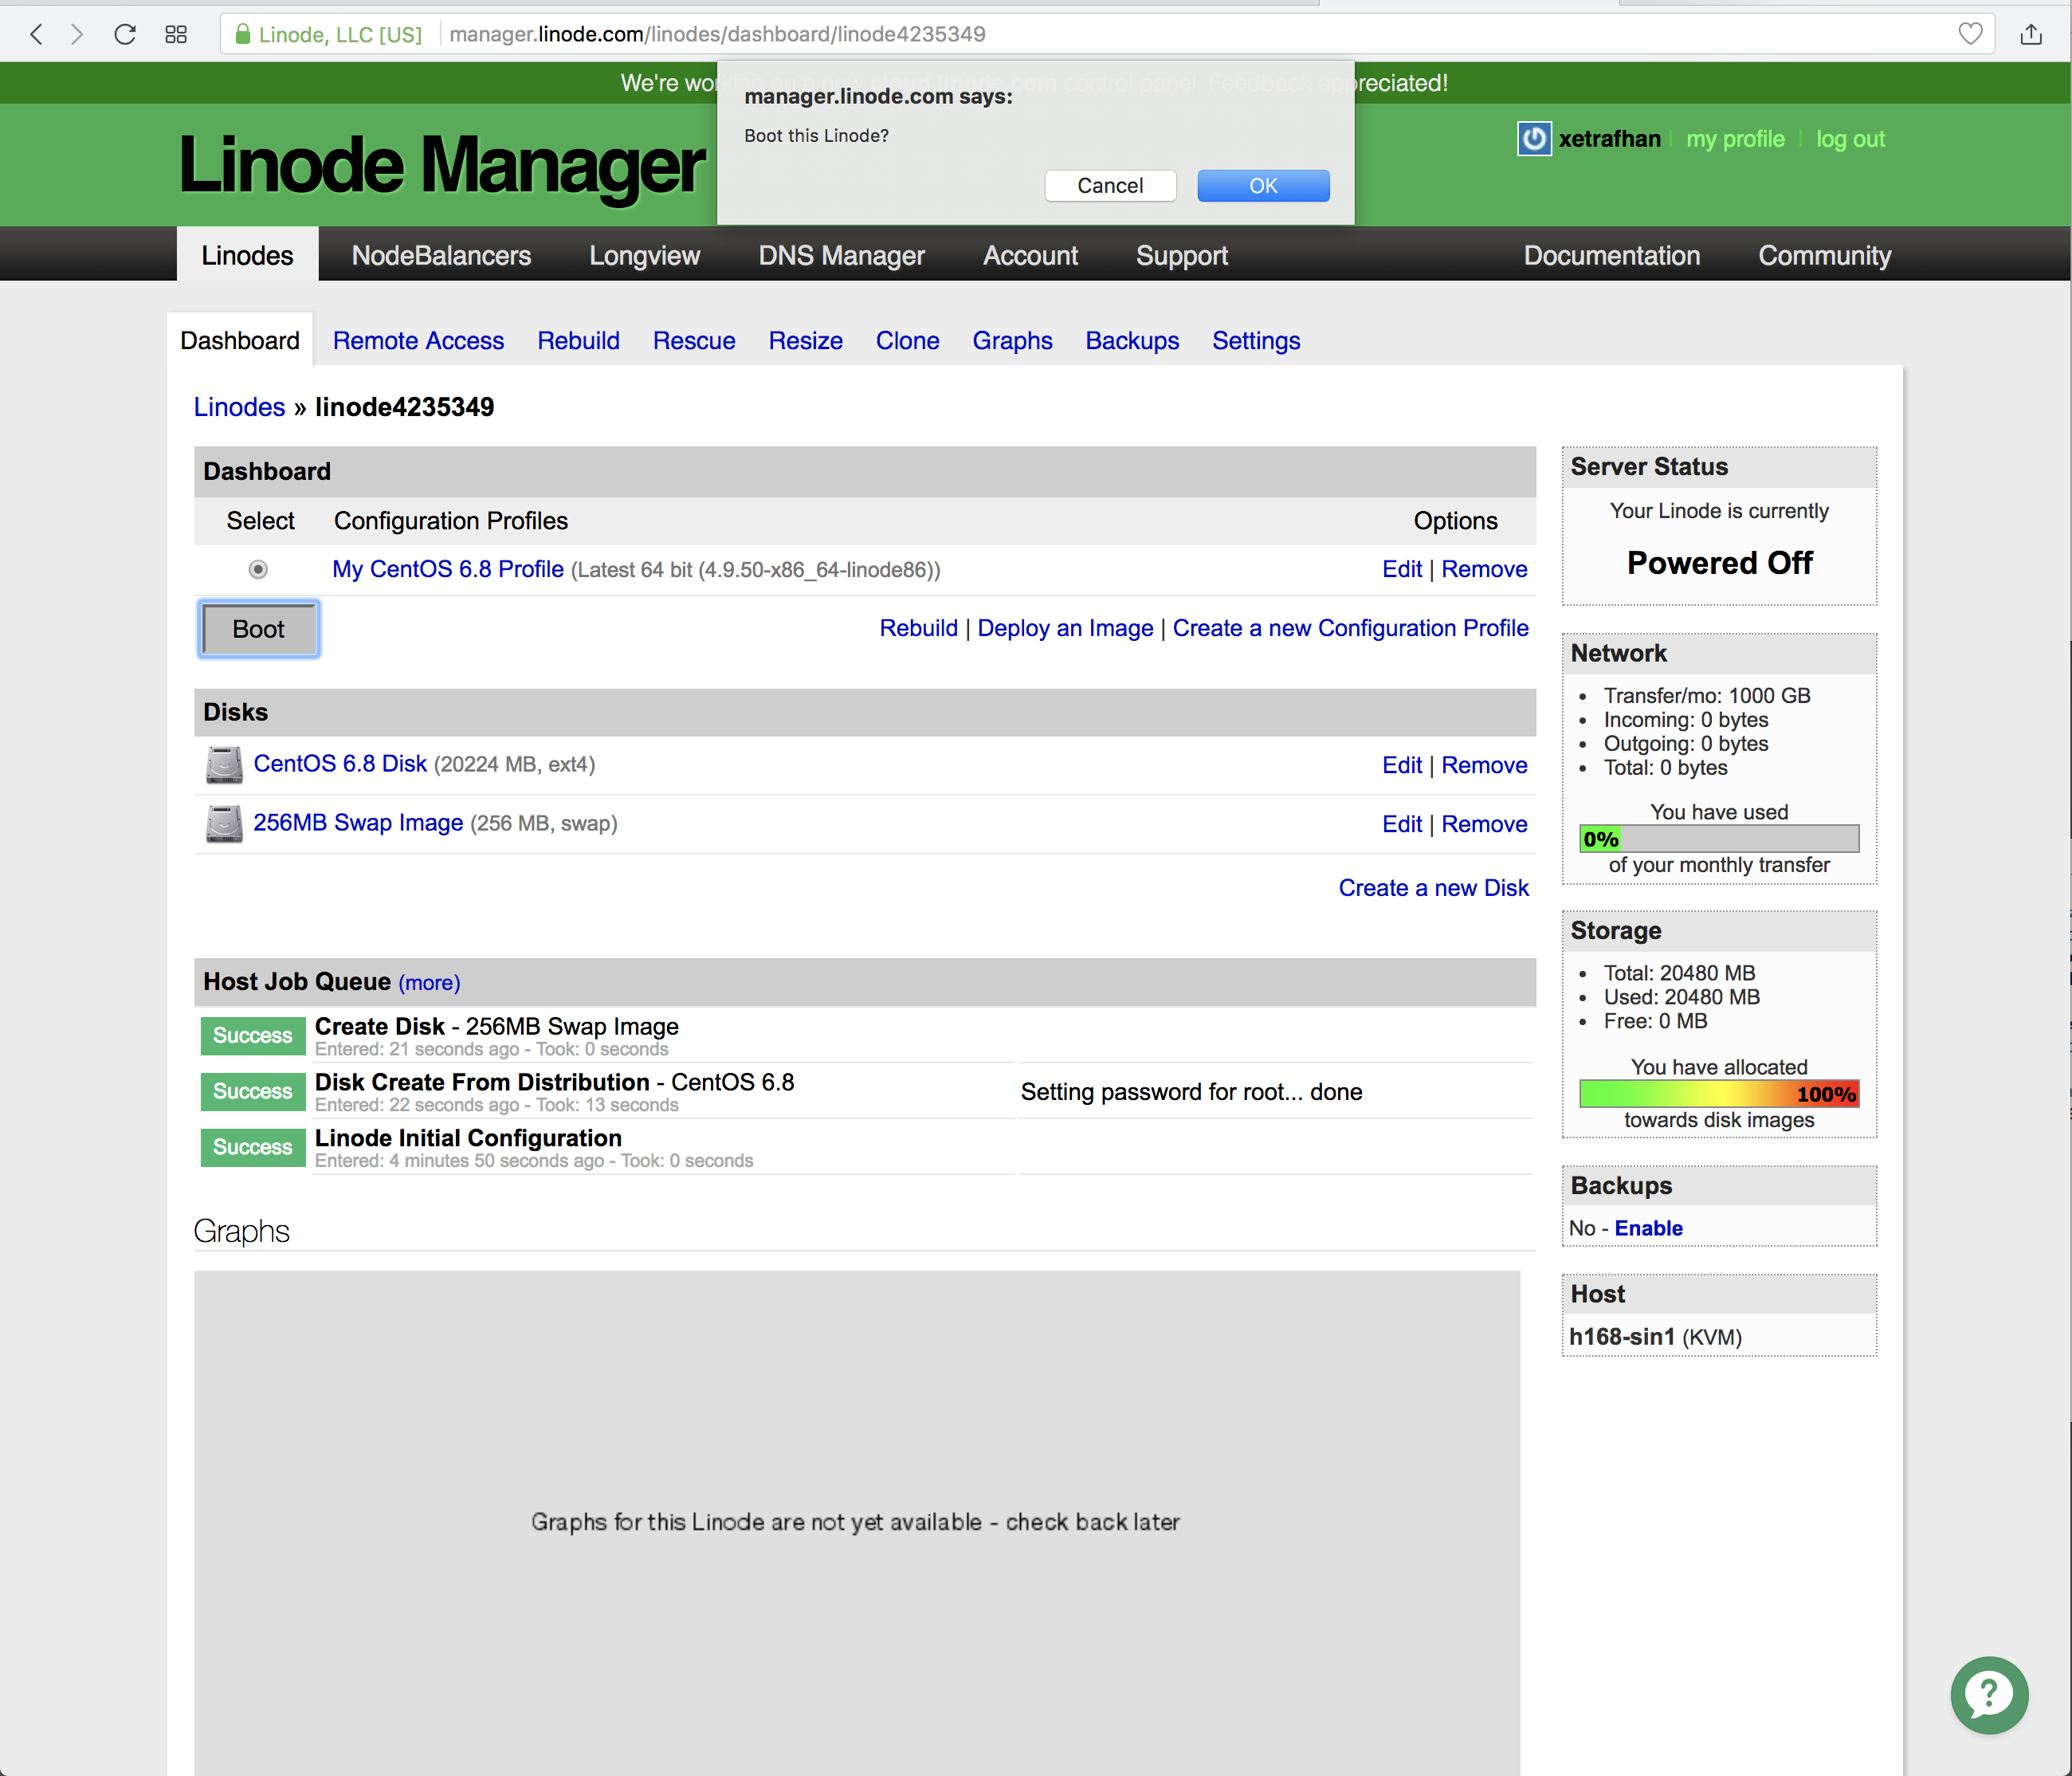 Linode, LLC [US] manager.linode.com/linodes/dashboard/linode4235349
We're wo cloud.linode.com control panel. Feedback preciated!
manager.linode.com says:
Boot this Linode?
Cancel OK
Linode Manager
xetrafhan | my profile | log out
Linodes NodeBalancers Longview DNS Manager Account Support Documentation Community
Dashboard Remote Access Rebuild Rescue Resize Clone Graphs Backups Settings
Linodes » linode4235349
Dashboard
Select Configuration Profiles Options
My CentOS 6.8 Profile (Latest 64 bit (4.9.50-x86_64-linode86)) Edit | Remove
Boot Rebuild | Deploy an Image | Create a new Configuration Profile
Disks
CentOS 6.8 Disk (20224 MB, ext4) Edit | Remove
256MB Swap Image (256 MB, swap) Edit | Remove
Create a new Disk
Host Job Queue (more)
Success Create Disk - 256MB Swap Image
Entered: 21 seconds ago - Took: 0 seconds
Success Disk Create From Distribution - CentOS 6.8 Setting password for root... done
Entered: 22 seconds ago - Took: 13 seconds
Success Linode Initial Configuration
Entered: 4 minutes 50 seconds ago - Took: 0 seconds
Graphs
Graphs for this Linode are not yet available - check back later
Server Status
Your Linode is currently
Powered Off
Network
• Transfer/mo: 1000 GB
• Incoming: 0 bytes
• Outgoing: 0 bytes
• Total: 0 bytes
You have used
0%
of your monthly transfer
Storage
• Total: 20480 MB
• Used: 20480 MB
• Free: 0 MB
You have allocated
100%
towards disk images
Backups
No - Enable
Host
h168-sin1 (KVM)
?